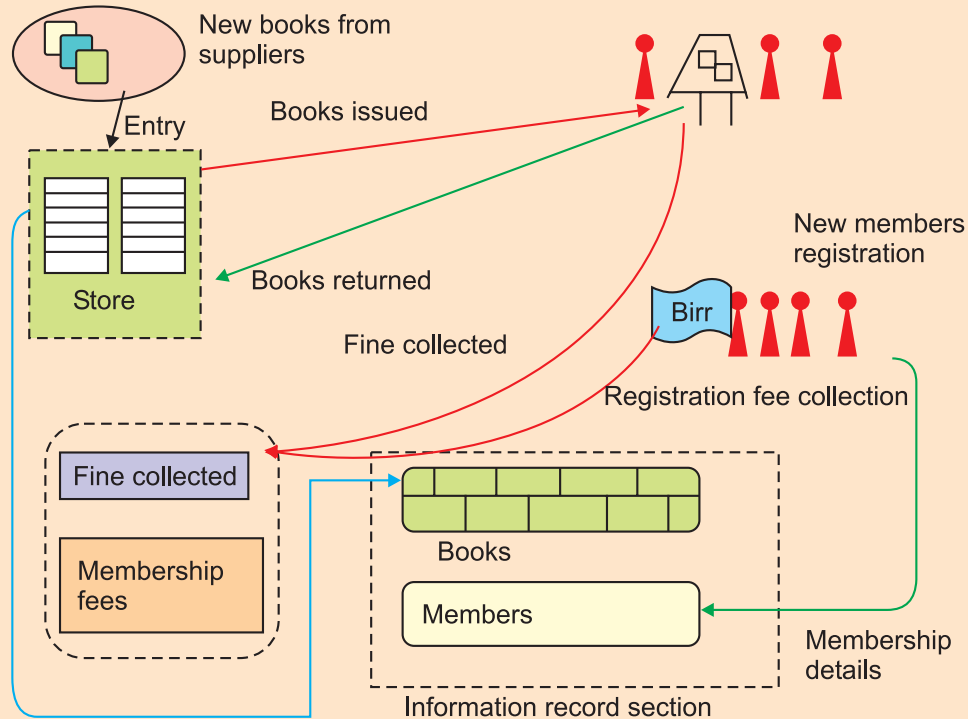 New books from
suppliers
Entry
Books issued
Store
Books returned
New members
registration
Birr
Fine collected
Registration fee collection
Fine collected
Membership
fees
Books
Members
Membership
details
Information record section